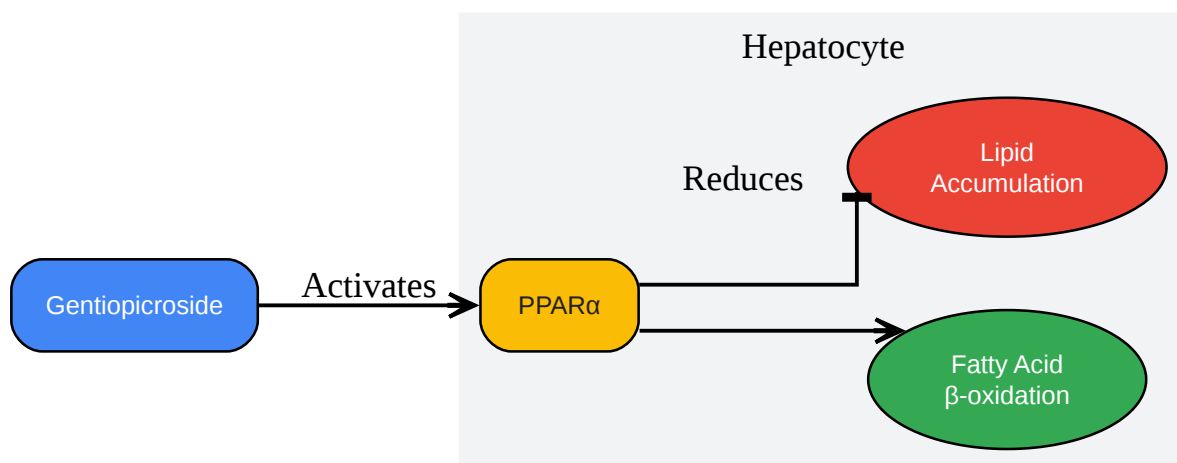 Hepatocyte
Lipid
Accumulation
Reduces
Activates
Gentiopicroside
PPARα
Fatty Acid
β-oxidation